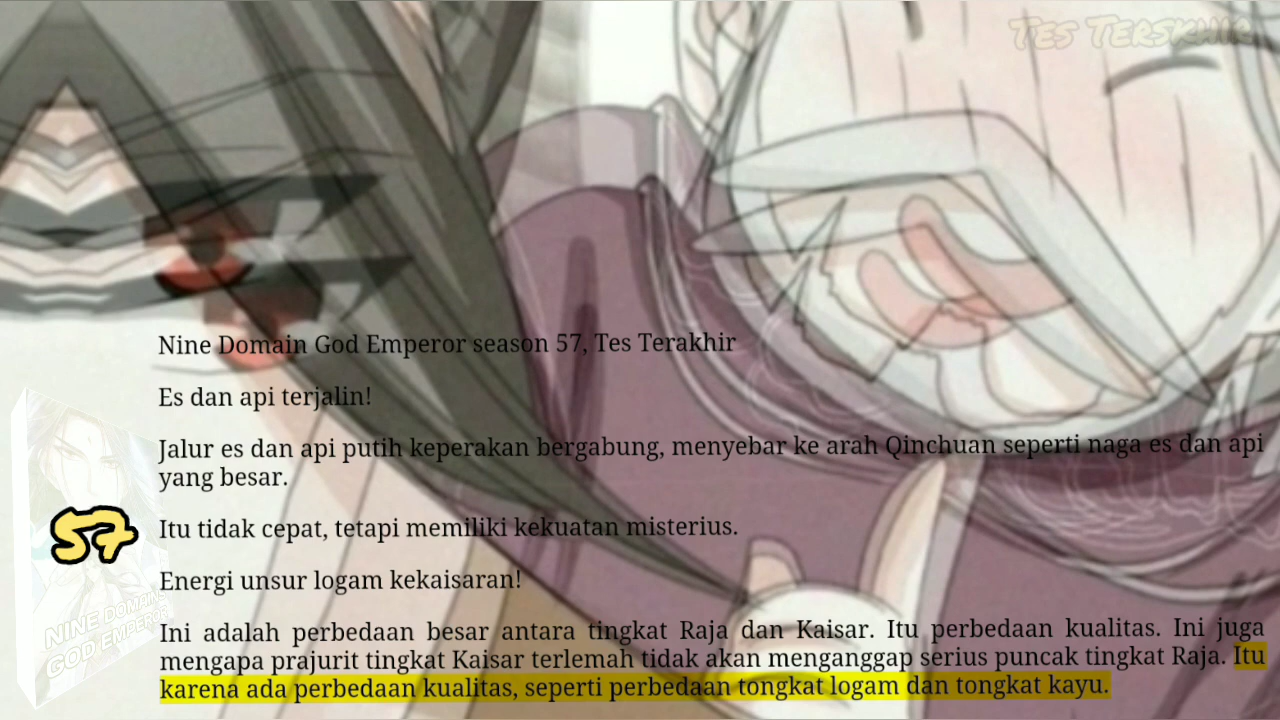 Tes Terskhir
Nine Domain God Emperor season 57, Tes Terakhir
Es dan api terjalin!
Jalur es dan api putih keperakan bergabung, menyebar ke arah Qinchuan seperti naga es dan api
yang besar.
Itu tidak cepat, tetapi memiliki kekuatan misterius.
Energi unsur logam kekaisaran!
Ini adalah perbedaan besar antara tingkat Raja dan Kaisar. Itu perbedaan kualitas. Ini juga
mengapa prajurit tingkat Kaisar terlemah tidak akan menganggap serius puncak tingkat Raja. Itu
karena ada perbedaan kualitas, seperti perbedaan tongkat logam dan tongkat kayu.
57
NINE DOMAIN
GOD EMPEROR